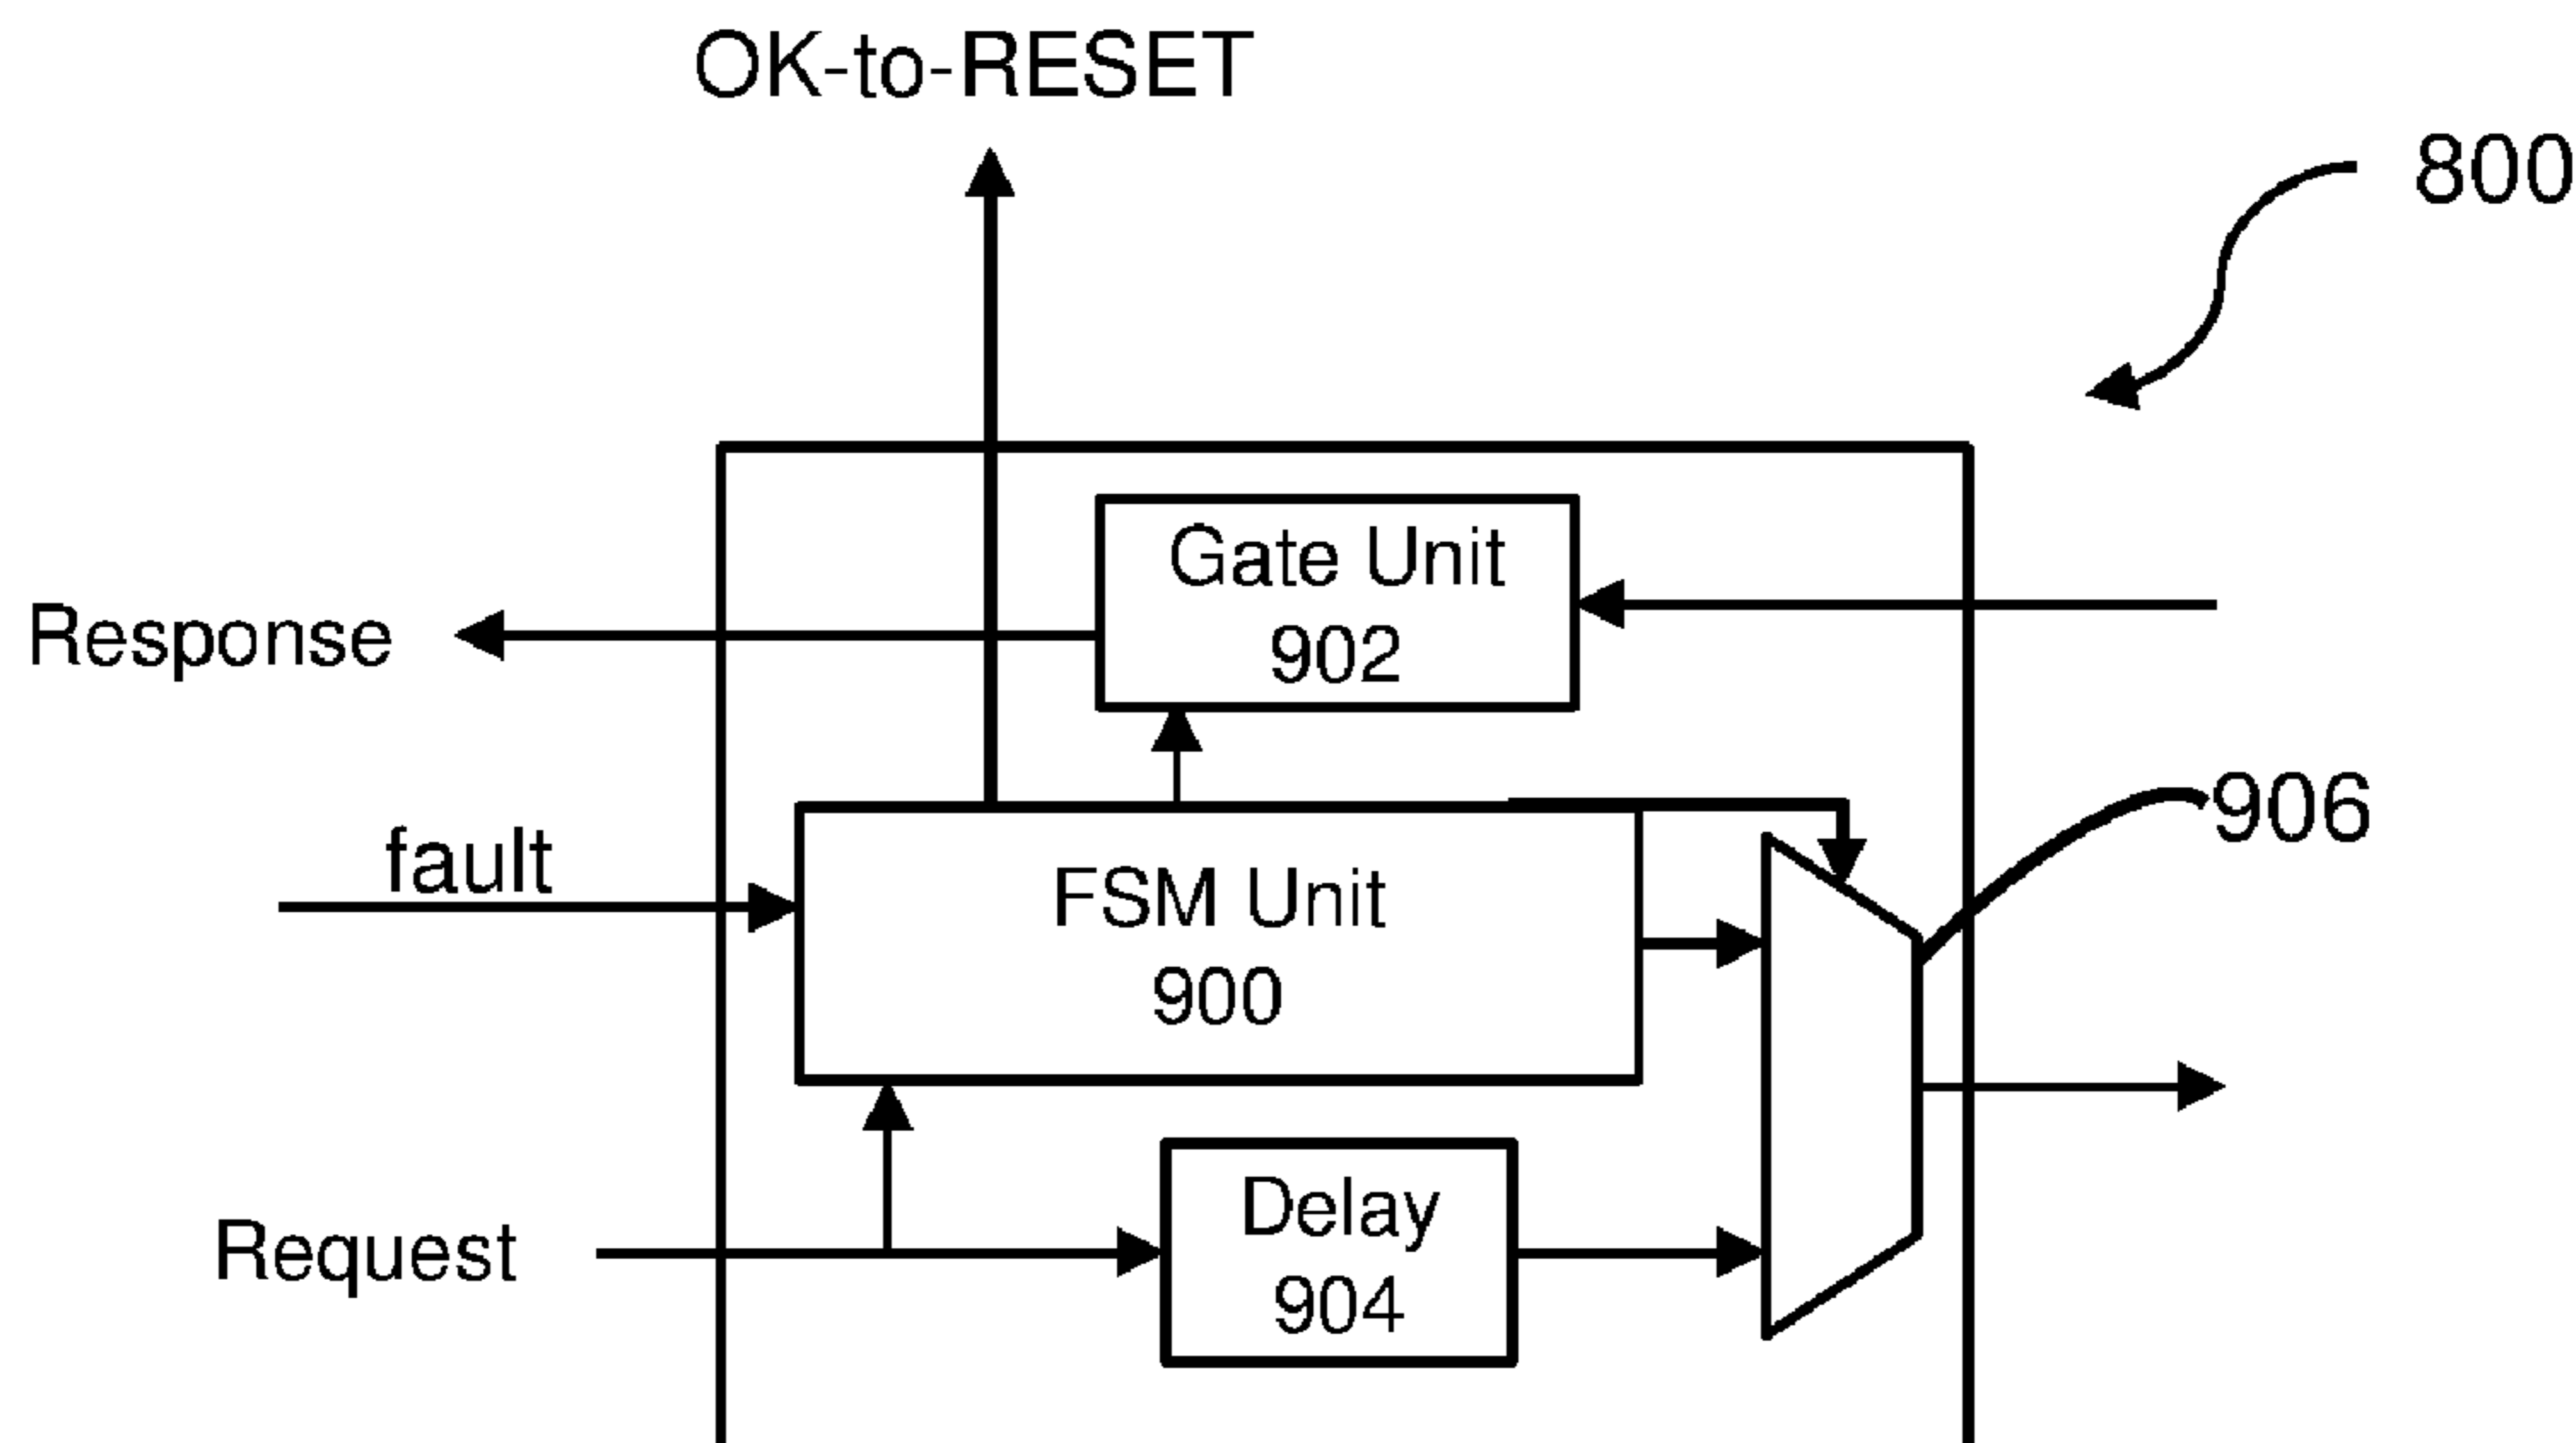 OK-to-RESET
800
Gate Unit
902
Response
906
fault
FSM Unit
900
Delay
904
Request